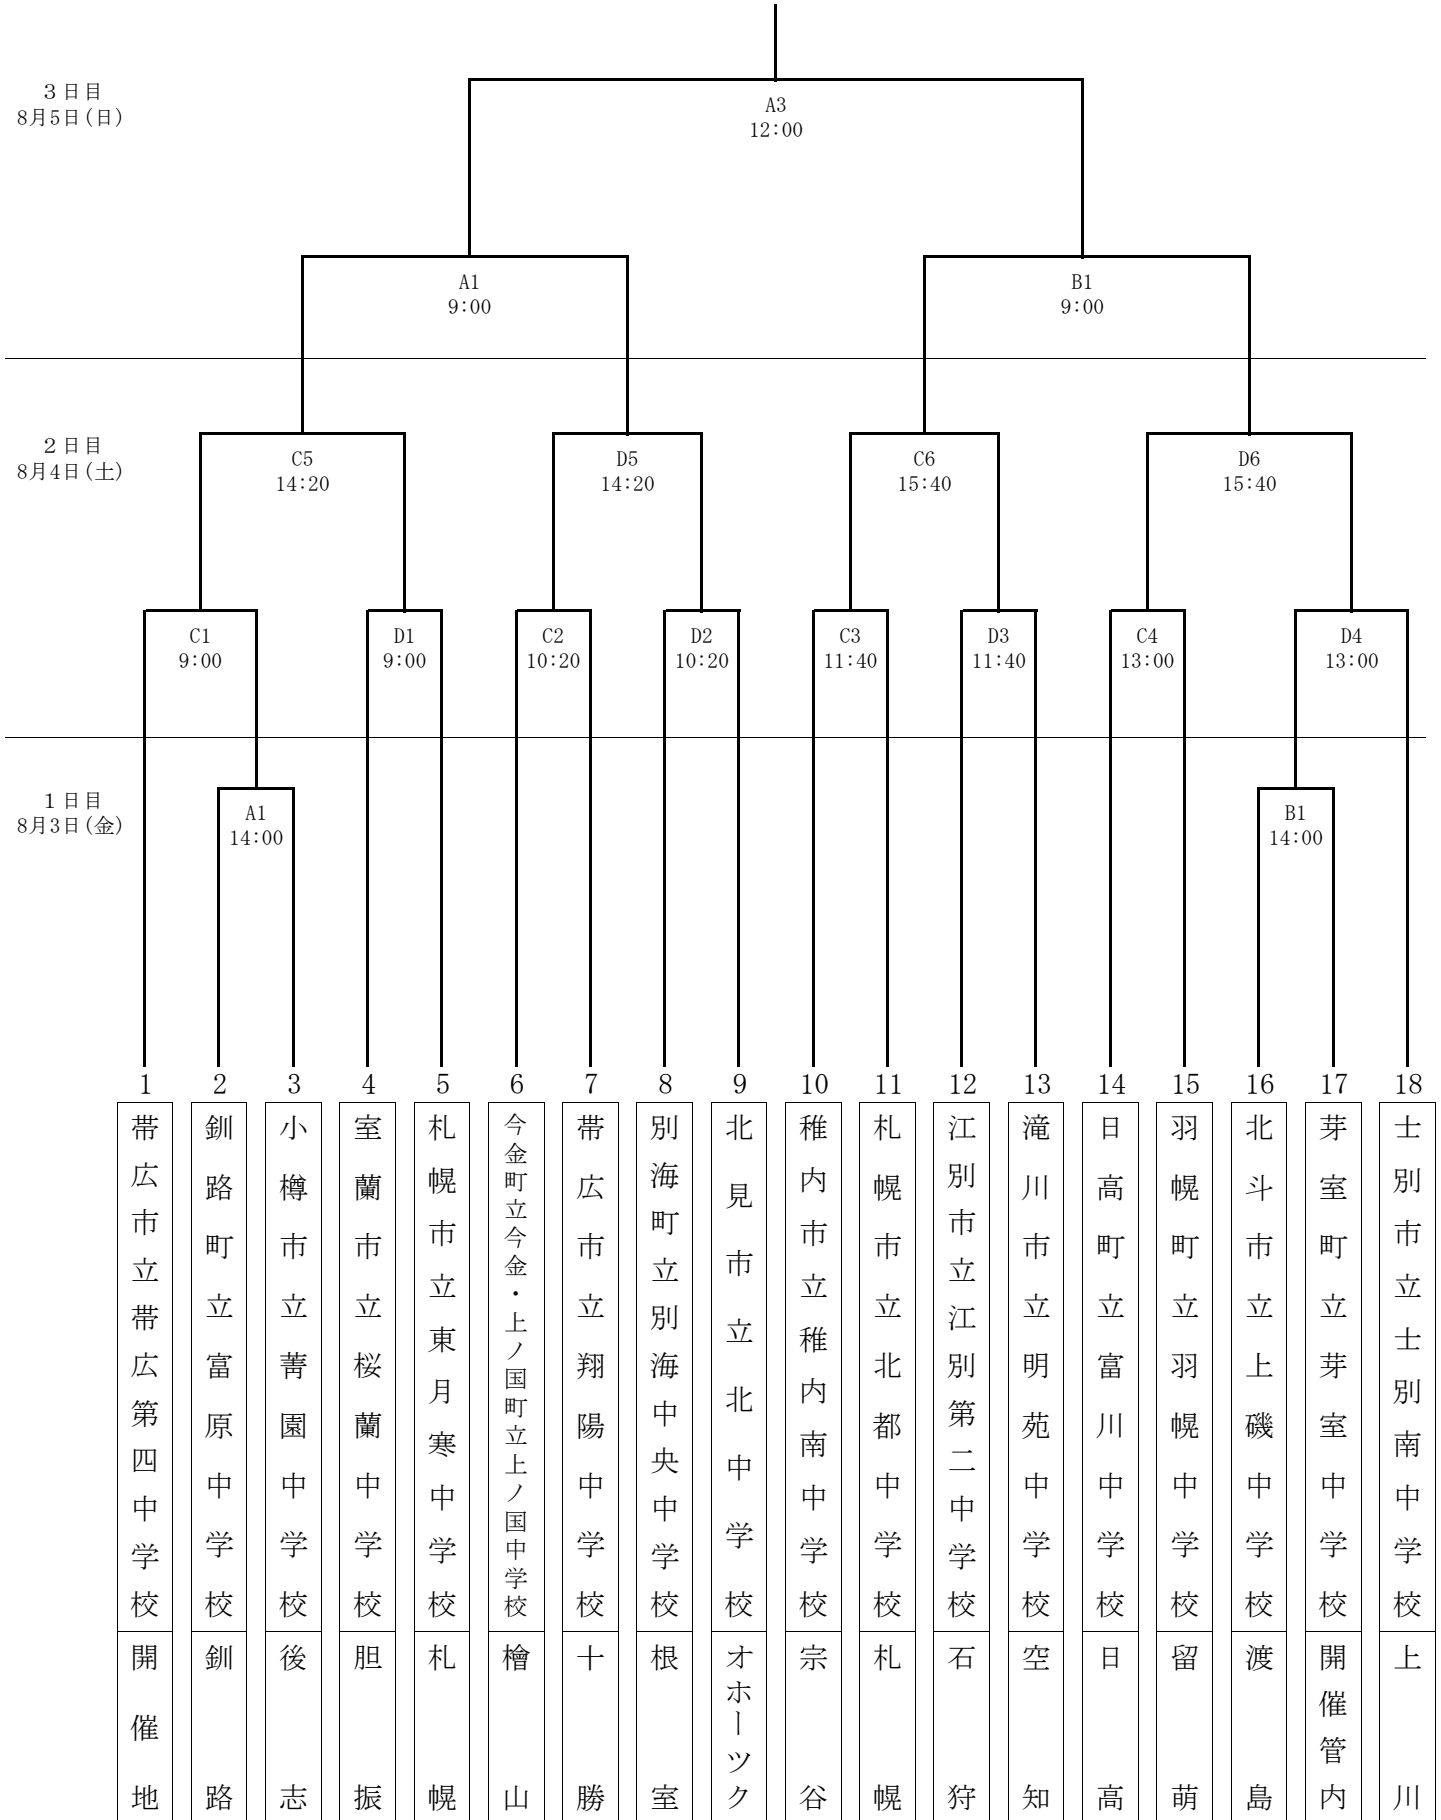 3日目
8月5日(日)
A3
12:00
A1
9:00
B1
9:00
2日目
8月4日(土)
C5
14:20
D5
14:20
C6
15:40
D6
15:40
C1
9:00
D1
9:00
C2
10:20
D2
10:20
C3
11:40
D3
11:40
C4
13:00
D4
13:00
1日目
8月3日(金)
A1
14:00
B1
14:00
1
帯広市立帯広第四中学校
開催地
2
釧路町立富原中学校
釧路
3
小樽市立菁園中学校
後志
4
室蘭市立桜蘭中学校
胆振
5
札幌市立東月寒中学校
札幌
6
今金町立今金・上ノ国町立上ノ国中学校
檜山
7
帯広市立翔陽中学校
十勝
8
別海町立別海中央中学校
根室
9
北見市立北中学校
オホーツク
10
稚内市立稚内南中学校
宗谷
11
札幌市立北都中学校
札幌
12
江別市立江別第二中学校
石狩
13
滝川市立明苑中学校
空知
14
日高町立富川中学校
日高
15
羽幌町立羽幌中学校
留萌
16
北斗市立上磯中学校
渡島
17
芽室町立芽室中学校
開催管内
18
士別市立士別南中学校
上川